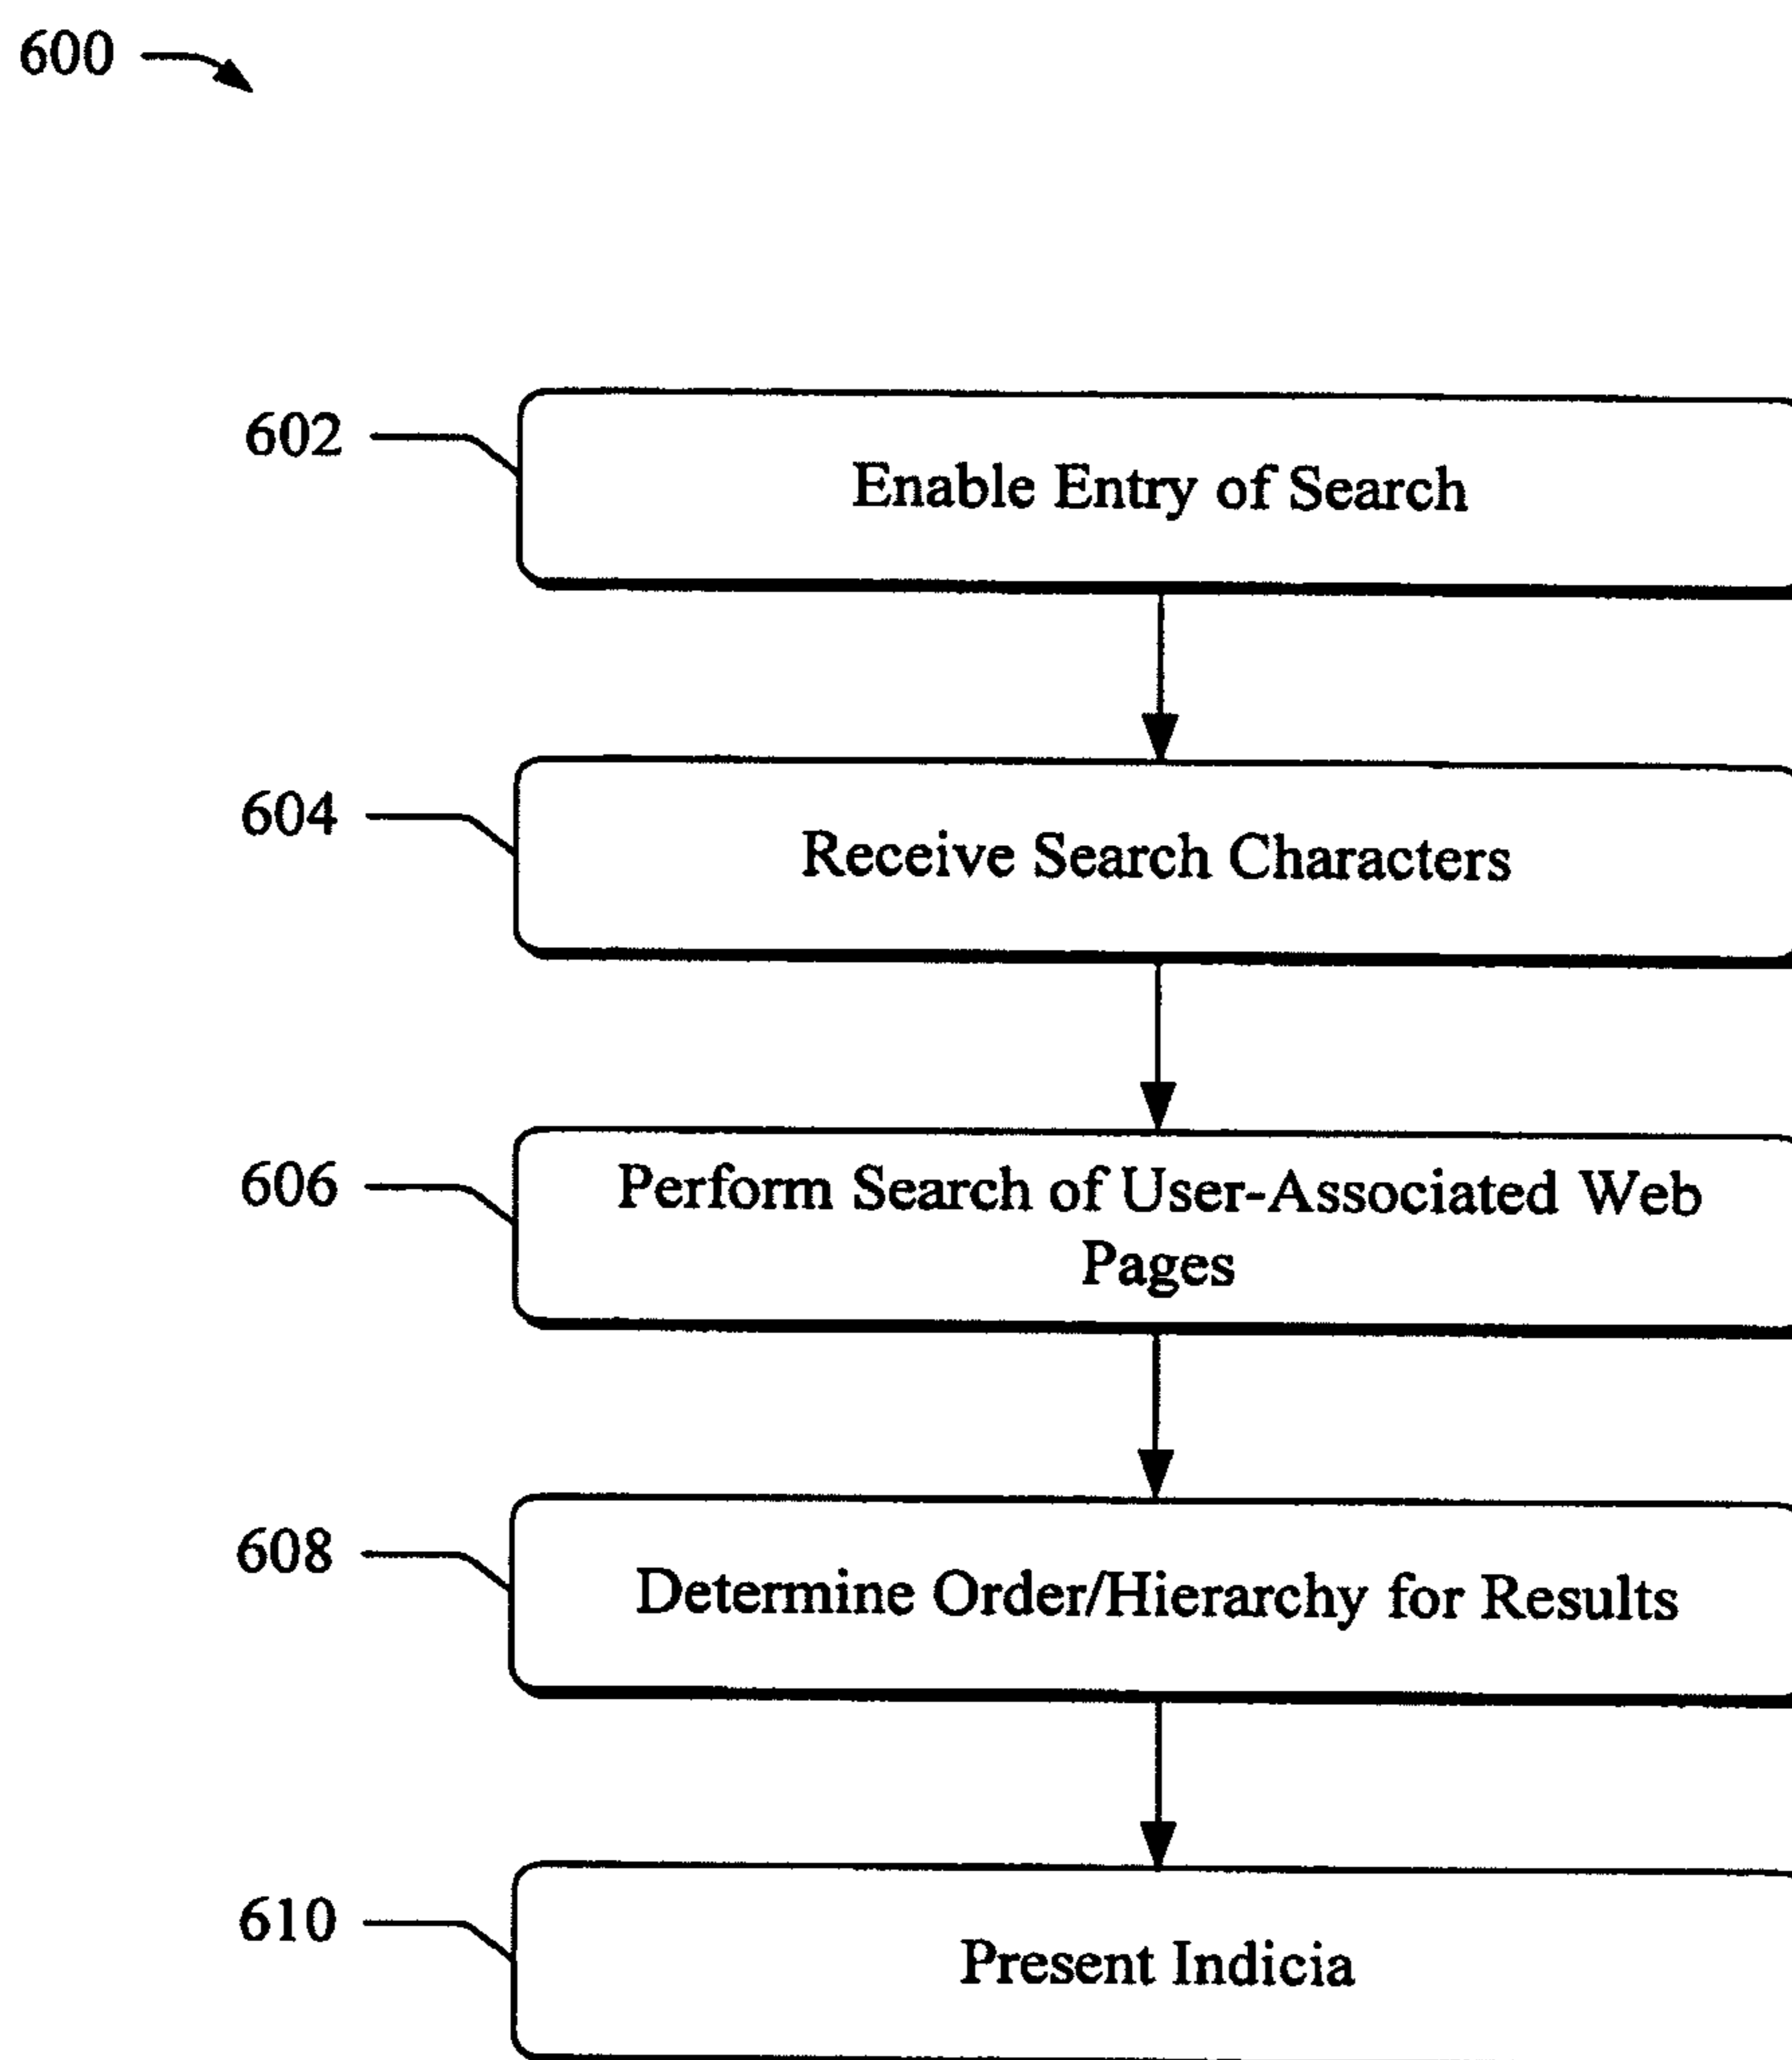 600
602
Enable Entry of Search
604
Receive Search Characters
606
Perform Search of User-Associated Web
Pages
608
Determine Order/Hierarchy for Results
610
Present Indicia